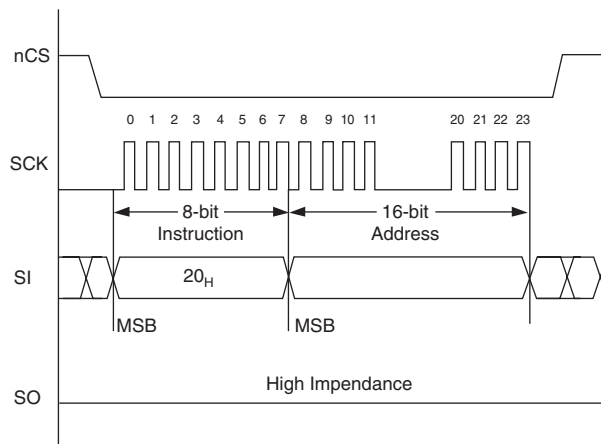 nCS
0 1 2 3 4 5 6 7 8 9 10 11 20 21 22 23
SCK
8-bit 16-bit
Instruction Address
SI 20H
MSB MSB
High Impendance
SO